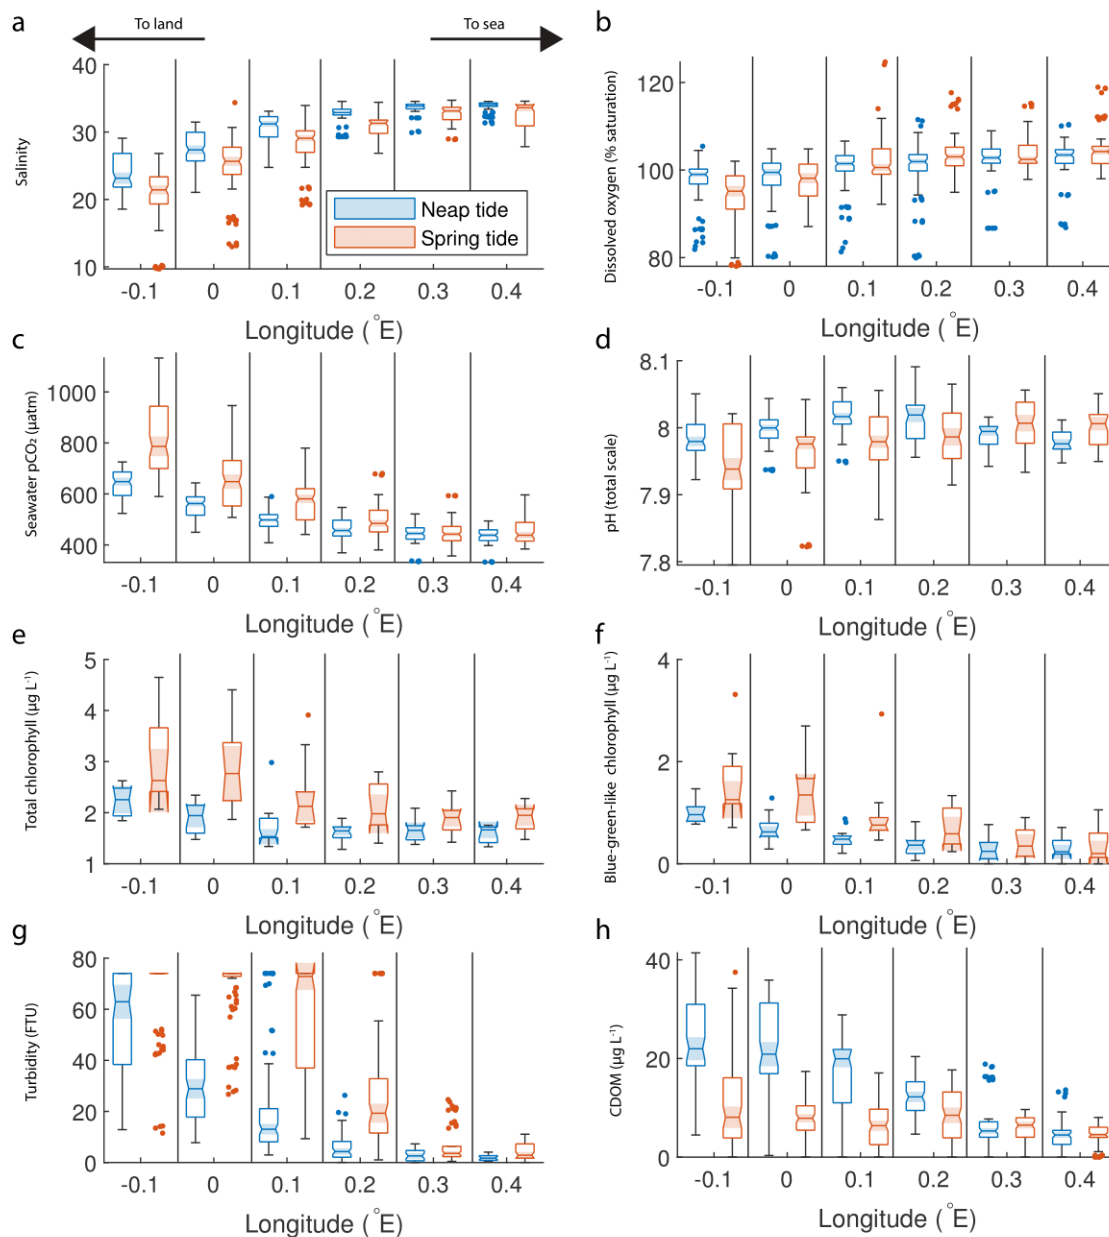 a
To land
To sea
Salinity
40
30
20
10
Neap tide
Spring tide
-0.1 0 0.1 0.2 0.3 0.4
Longitude (°E)
b
Dissolved oxygen (% saturation)
120
100
80
-0.1 0 0.1 0.2 0.3 0.4
Longitude (°E)
c
Seawater pCO₂ (µatm)
1000
800
600
400
-0.1 0 0.1 0.2 0.3 0.4
Longitude (°E)
d
pH (total scale)
8.1
8
7.9
7.8
-0.1 0 0.1 0.2 0.3 0.4
Longitude (°E)
e
Total chlorophyll (µg L⁻¹)
5
4
3
2
1
-0.1 0 0.1 0.2 0.3 0.4
Longitude (°E)
f
Blue-green-like chlorophyll (µg L⁻¹)
4
2
0
-0.1 0 0.1 0.2 0.3 0.4
Longitude (°E)
g
Turbidity (FTU)
80
60
40
20
0
-0.1 0 0.1 0.2 0.3 0.4
Longitude (°E)
h
CDOM (µg L⁻¹)
40
20
0
-0.1 0 0.1 0.2 0.3 0.4
Longitude (°E)